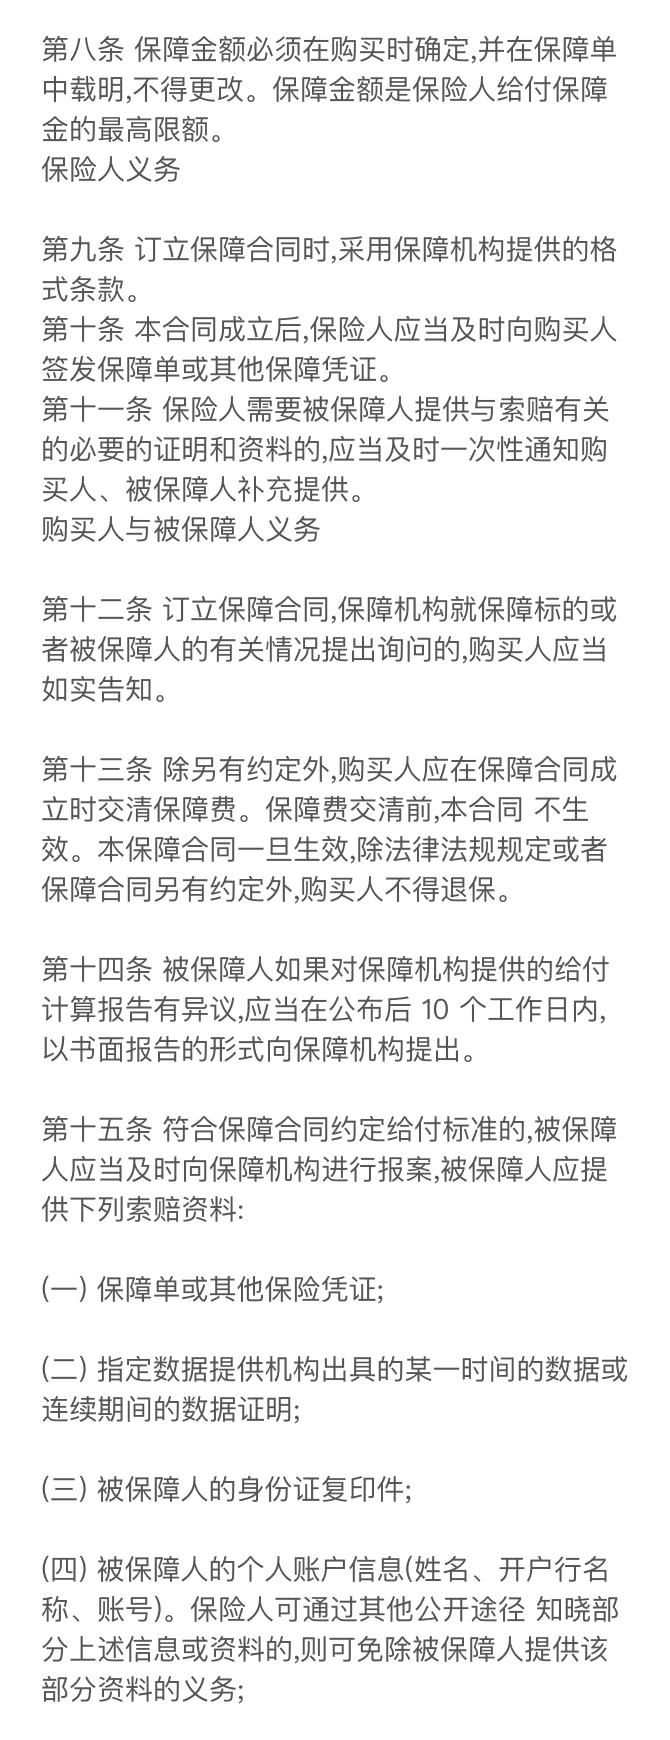 第八条 保障金额必须在购买时确定,并在保障单
中载明,不得更改。保障金额是保险人给付保障
金的最高限额。
保险人义务
第九条 订立保障合同时,采用保障机构提供的格
式条款。
第十条 本合同成立后,保险人应当及时向购买人
签发保障单或其他保障凭证。
第十一条 保险人需要被保障人提供与索赔有关
的必要的证明和资料的,应当及时一次性通知购
买人、被保障人补充提供。
购买人与被保障人义务
第十二条 订立保障合同,保障机构就保障标的或
者被保障人的有关情况提出询问的,购买人应当
如实告知。
第十三条 除另有约定外,购买人应在保障合同成
立时交清保障费。保障费交清前,本合同 不生
效。本保障合同一旦生效,除法律法规规定或者
保障合同另有约定外,购买人不得退保。
第十四条 被保障人如果对保障机构提供的给付
计算报告有异议,应当在公布后 10 个工作日内,
以书面报告的形式向保障机构提出。
第十五条 符合保障合同约定给付标准的,被保障
人应当及时向保障机构进行报案,被保障人应提
供下列索赔资料:
(一) 保障单或其他保险凭证;
(二) 指定数据提供机构出具的某一时间的数据或
连续期间的数据证明;
(三) 被保障人的身份证复印件;
(四) 被保障人的个人账户信息(姓名、开户行名
称、账号)。保险人可通过其他公开途径 知晓部
分上述信息或资料的,则可免除被保障人提供该
部分资料的义务;